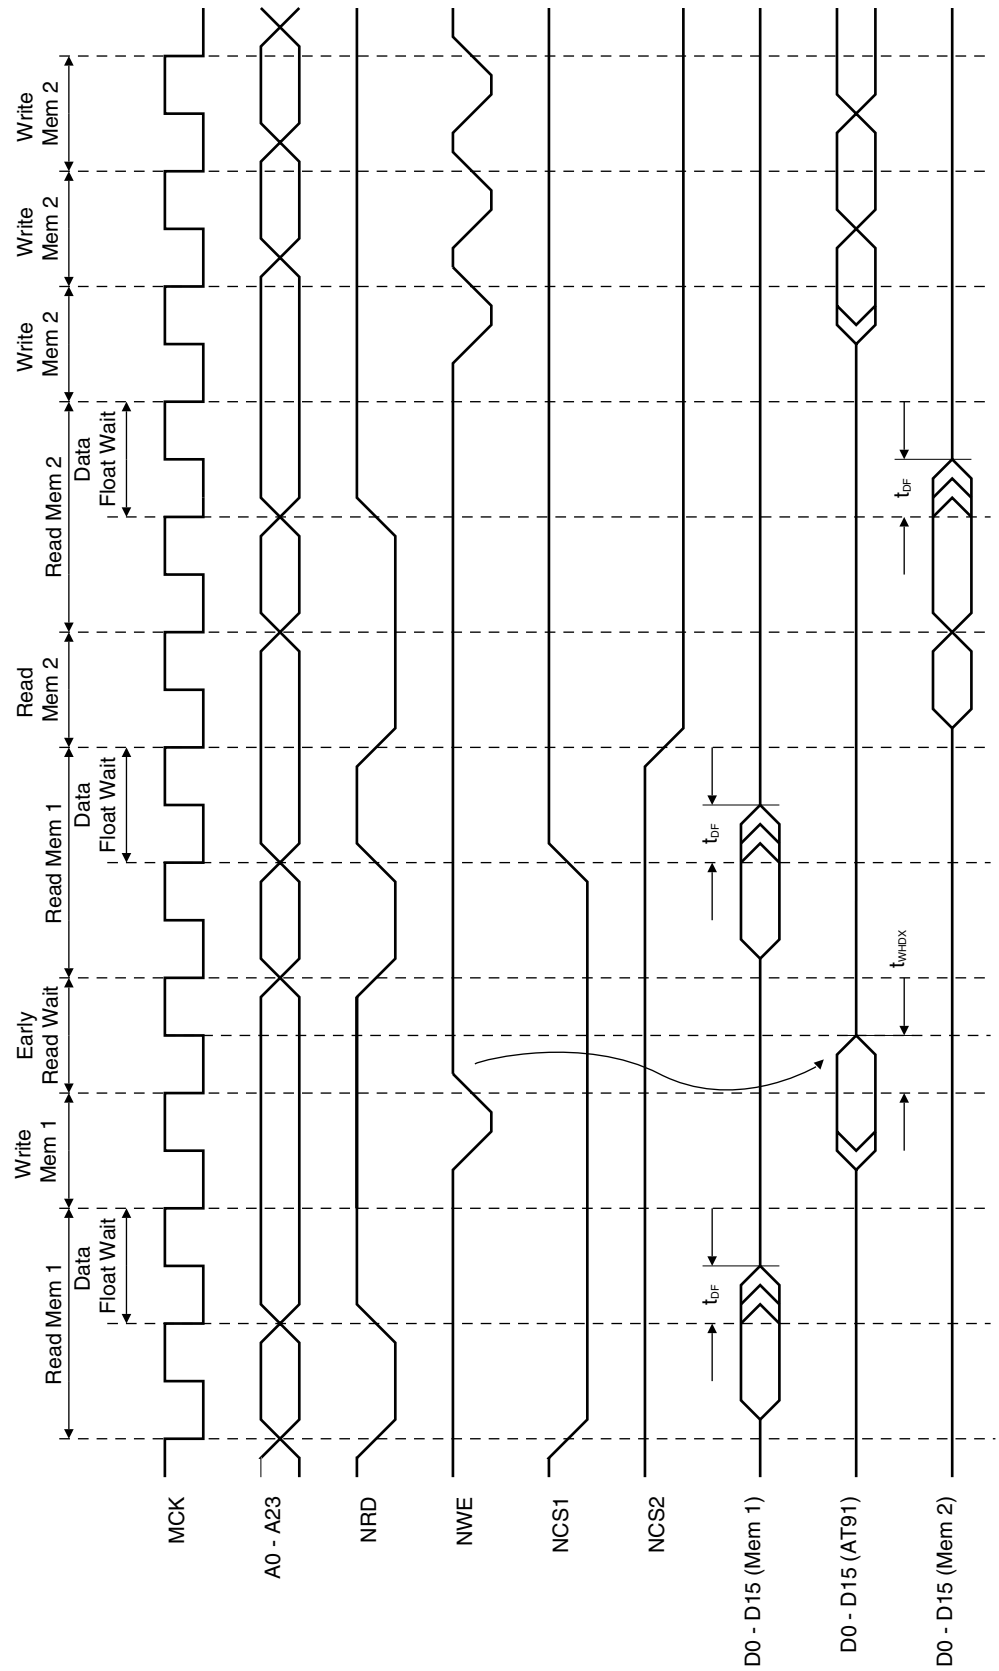 Read Mem 1
Write
Mem 1
Early
Read Wait
Read Mem 1
Read
Mem 2
Read Mem 2
Write
Mem 2
Write
Mem 2
Write
Mem 2
Data
Float Wait
Data
Float Wait
Data
Float Wait
MCK
A0 - A23
NRD
NWE
NCS1
NCS2
D0 - D15 (Mem 1)
tDF
tDF
D0 - D15 (AT91)
tWHDX
tDF
D0 - D15 (Mem 2)